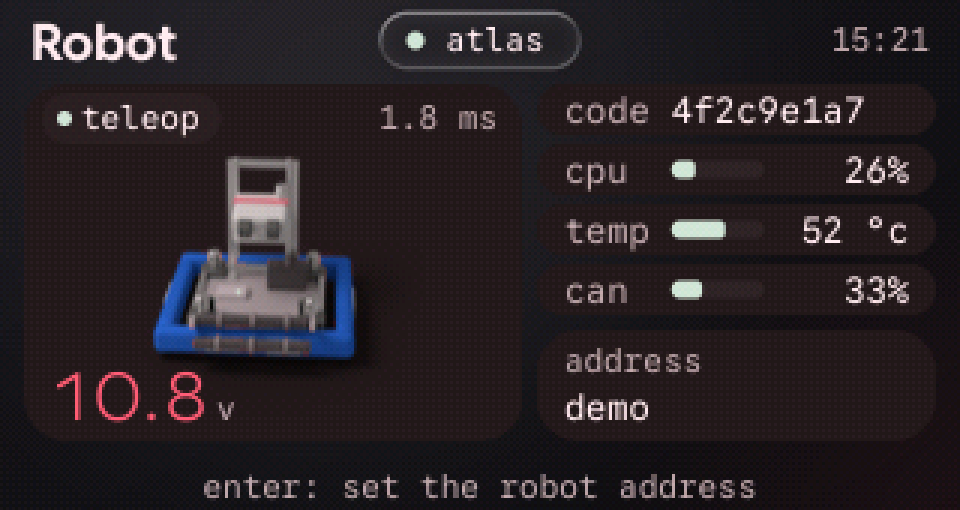 Robot
atlas
15:21
teleop
1.8 ms
10.8 v
code 4f2c9e1a7
cpu 26%
temp 52 °c
can 33%
address
demo
enter: set the robot address